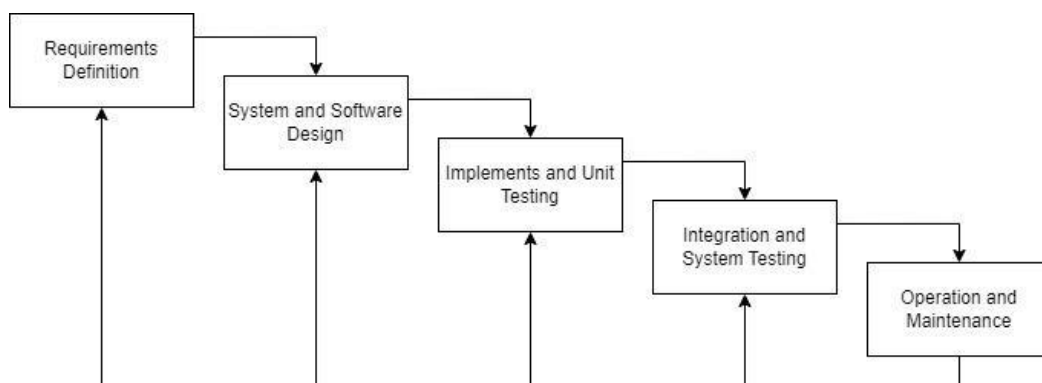 Requirements
Definition
System and Software
Design
Implements and Unit
Testing
Integration and
System Testing
Operation and
Maintenance